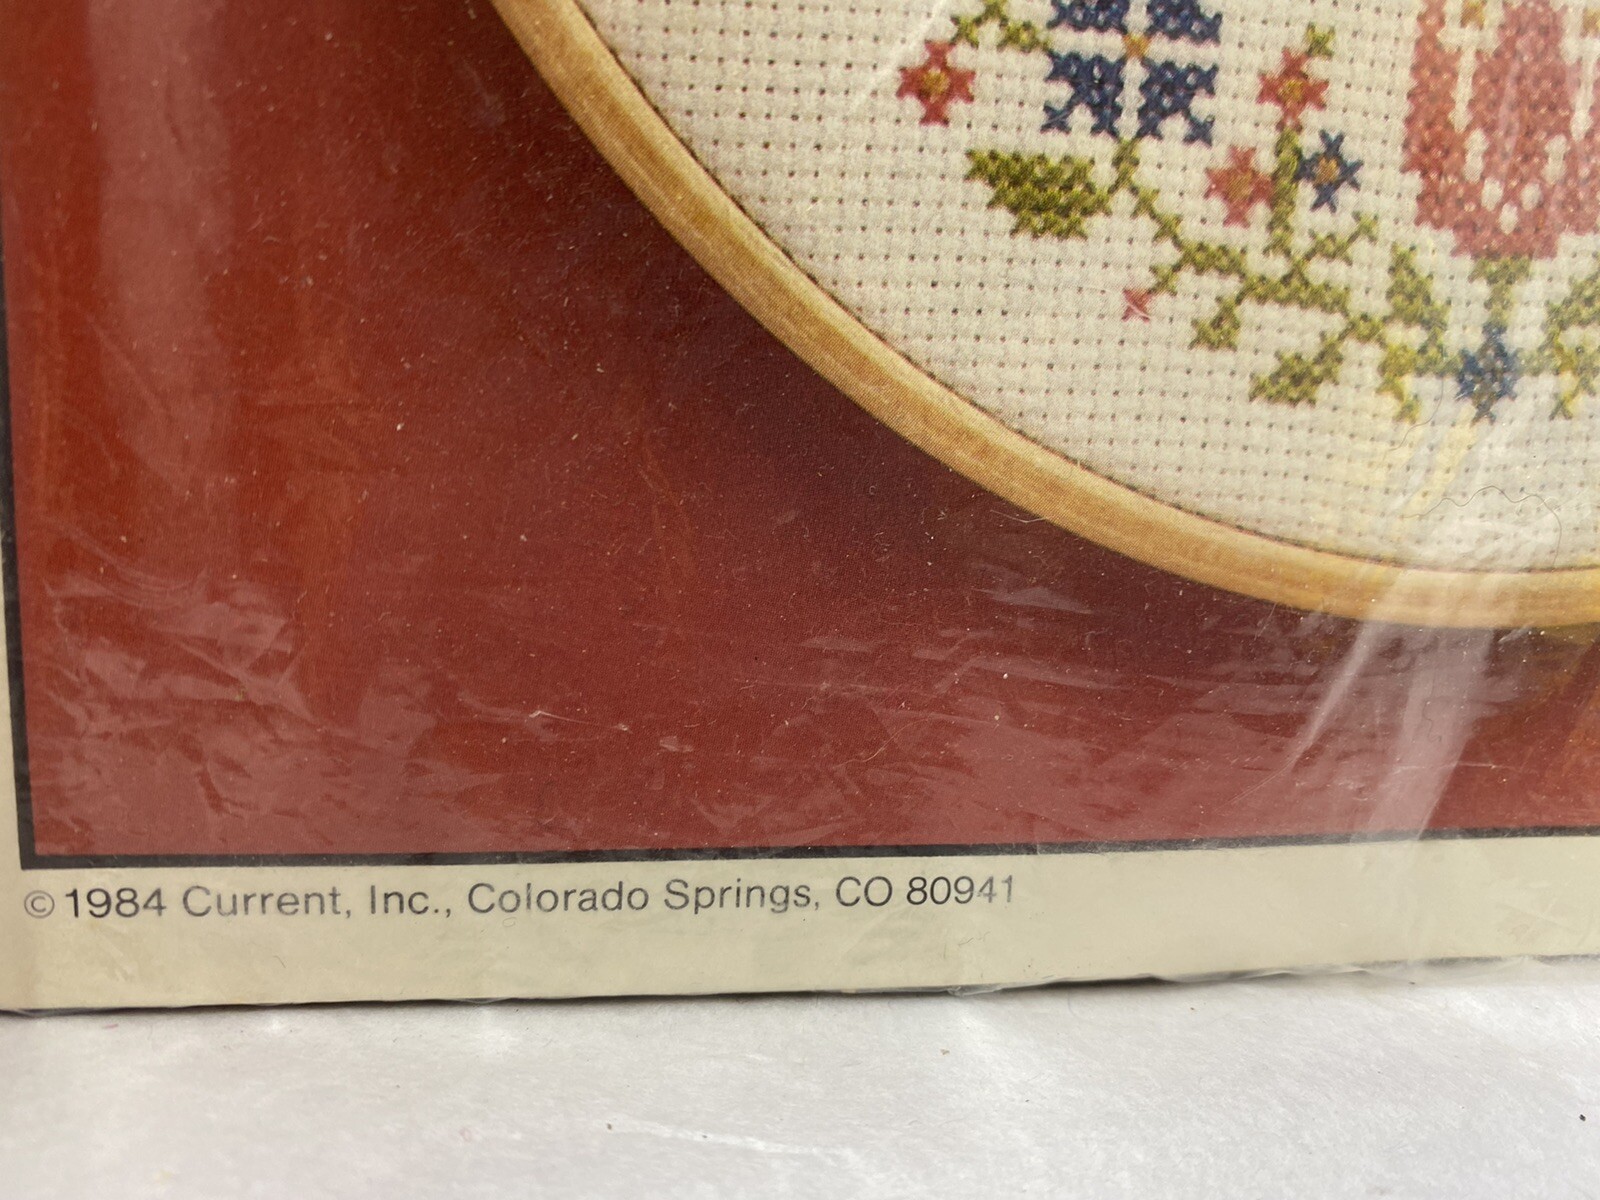 ©1984 Current, Inc., Colorado Springs, CO 80941